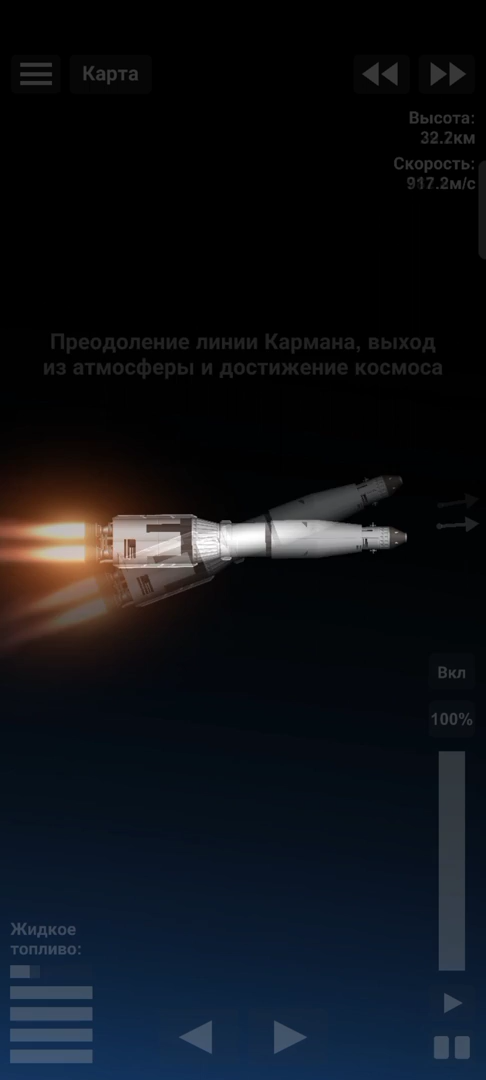 Карта
Высота:
32.2км
Скорость:
917.2м/с
Преодоление линии Кармана, выход
из атмосферы и достижение космоса
Вкл
100%
Жидкое
топливо: